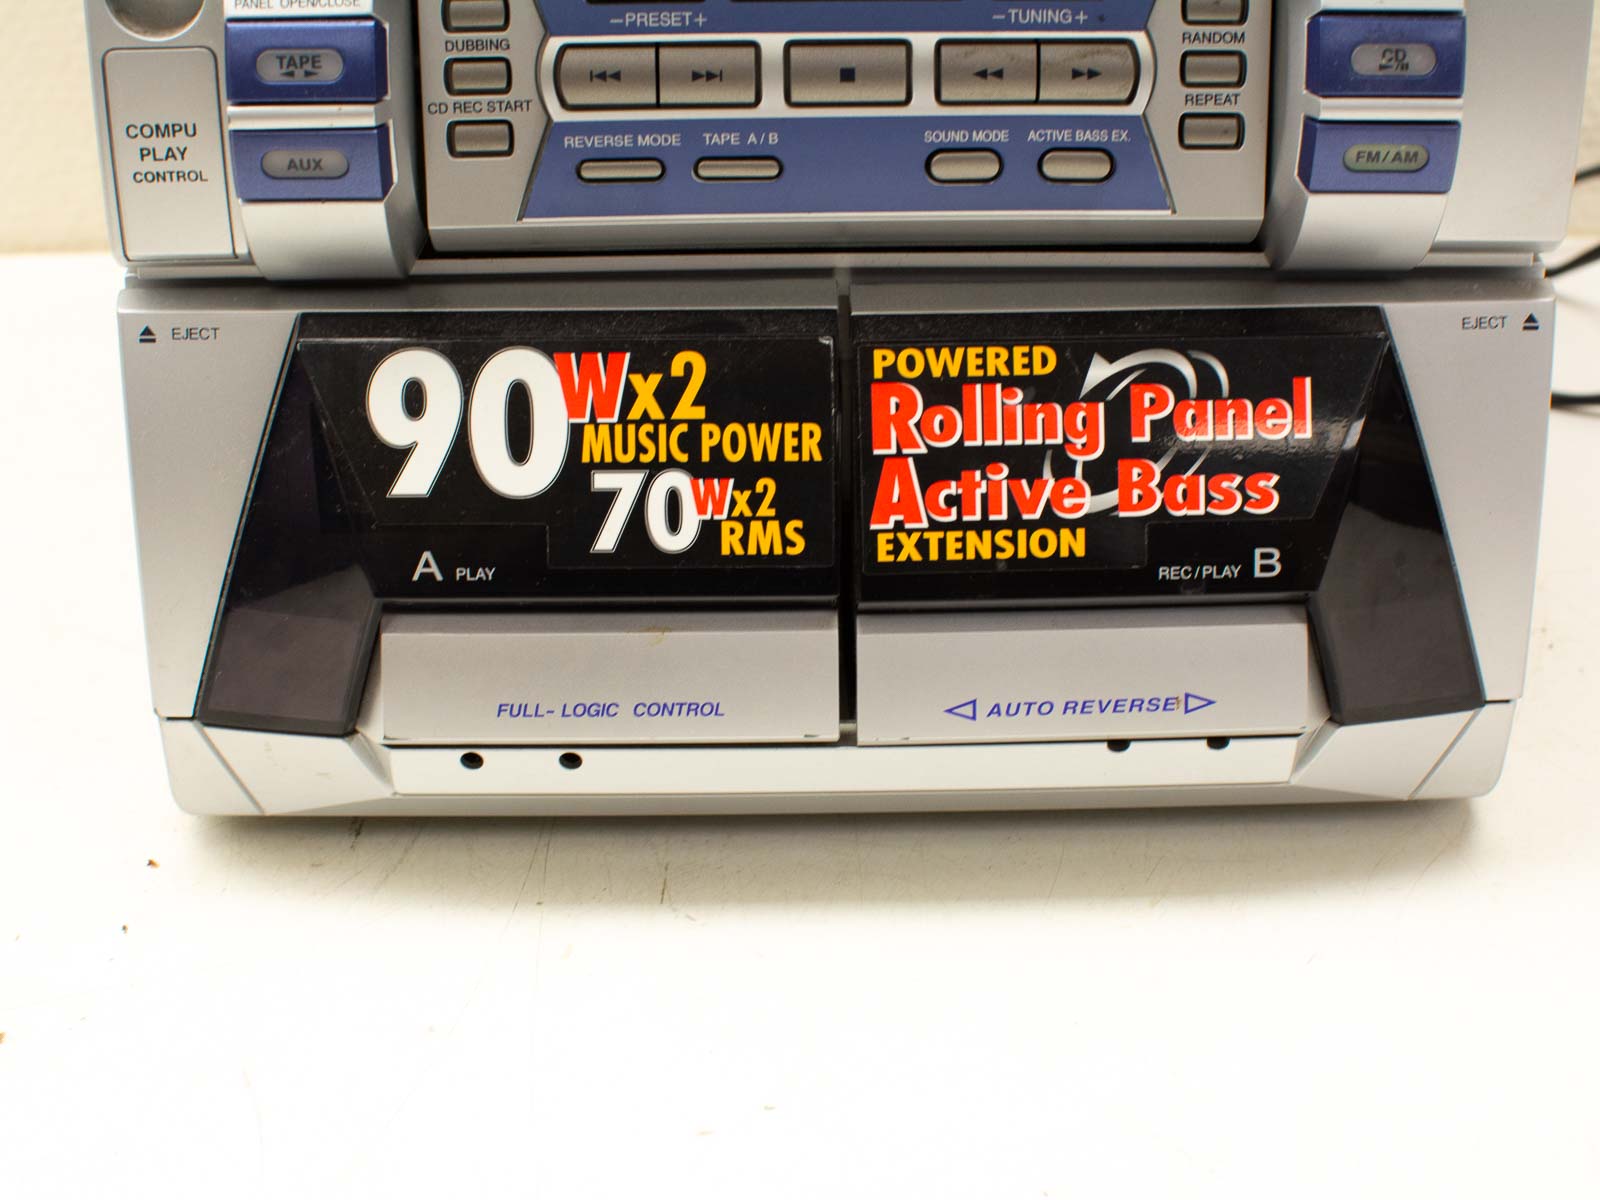 PANEL OPEN/CLOSE
TAPE
AUX
COMPU
PLAY
CONTROL
DUBBING
CD REC START
–PRESET+
–TUNING+
REVERSE MODE
TAPE A/B
SOUND MODE
ACTIVE BASS EX.
RANDOM
REPEAT
CD
FM/AM
EJECT
EJECT
90Wx2
MUSIC POWER
70Wx2
RMS
A PLAY
POWERED
Rolling Panel
Active Bass
EXTENSION
REC/PLAY B
FULL-LOGIC CONTROL
AUTO REVERSE